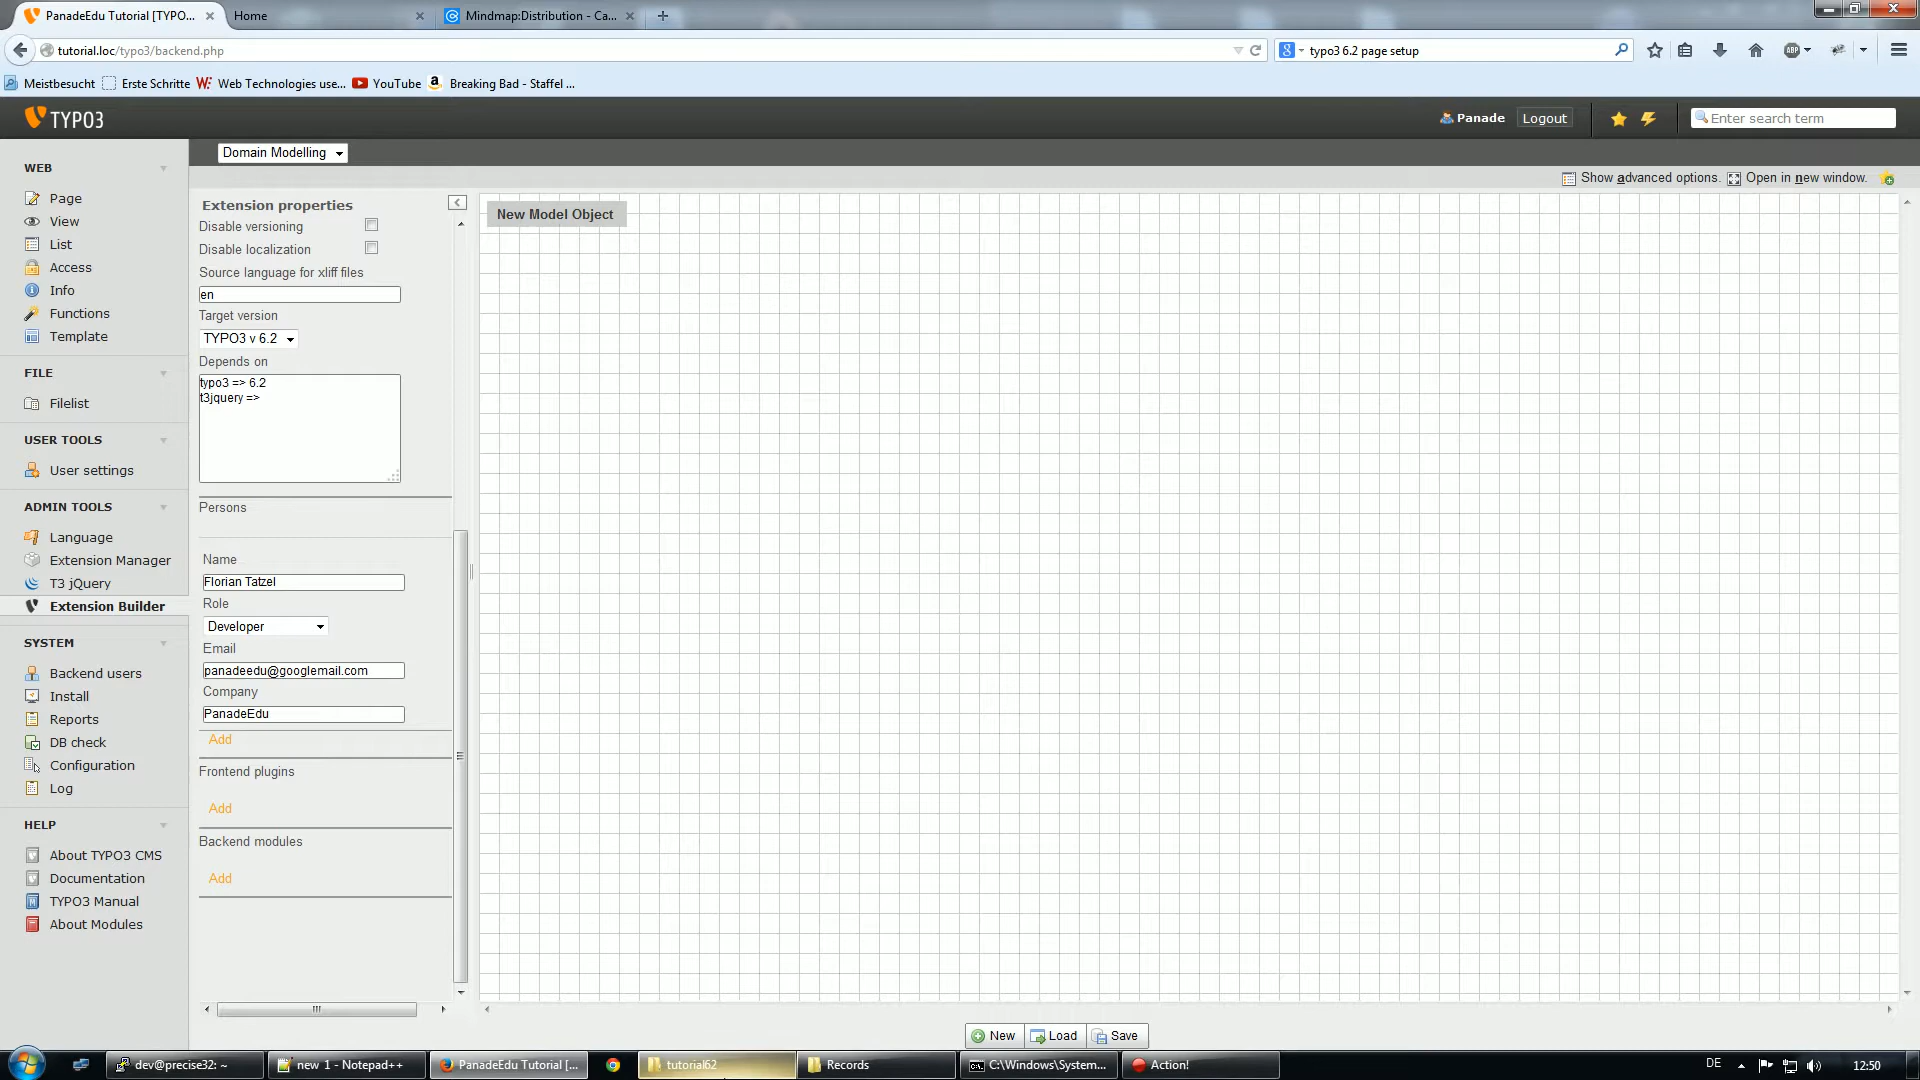 PanadeEdu Tutorial [TYPO...
Home
Mindmap:Distribution - Ca...
tutorial.loc/typo3/backend.php
typo3 6.2 page setup
ABP
Meistbesucht
Erste Schritte
Web Technologies use...
YouTube
Breaking Bad - Staffel ...
TYPO3
Panade
Logout
Enter search term
Domain Modelling
Show advanced options.
Open in new window.
WEB
Page
View
List
Access
Info
Functions
Template
FILE
Filelist
USER TOOLS
User settings
ADMIN TOOLS
Language
Extension Manager
T3 jQuery
Extension Builder
SYSTEM
Backend users
Install
Reports
DB check
Configuration
Log
HELP
About TYPO3 CMS
Documentation
TYPO3 Manual
About Modules
Extension properties
Disable versioning
Disable localization
Source language for xliff files
en
Target version
TYPO3 v 6.2
Depends on
typo3 => 6.2
t3jquery =>
Persons
Name
Florian Tatzel
Role
Developer
Email
panadeedu@googlemail.com
Company
PanadeEdu
Add
Frontend plugins
Add
Backend modules
Add
New Model Object
New
Load
Save
dev@precise32: ~
new 1 - Notepad++
PanadeEdu Tutorial [...
tutorial62
Records
C:\Windows\System...
Action!
DE
12:50